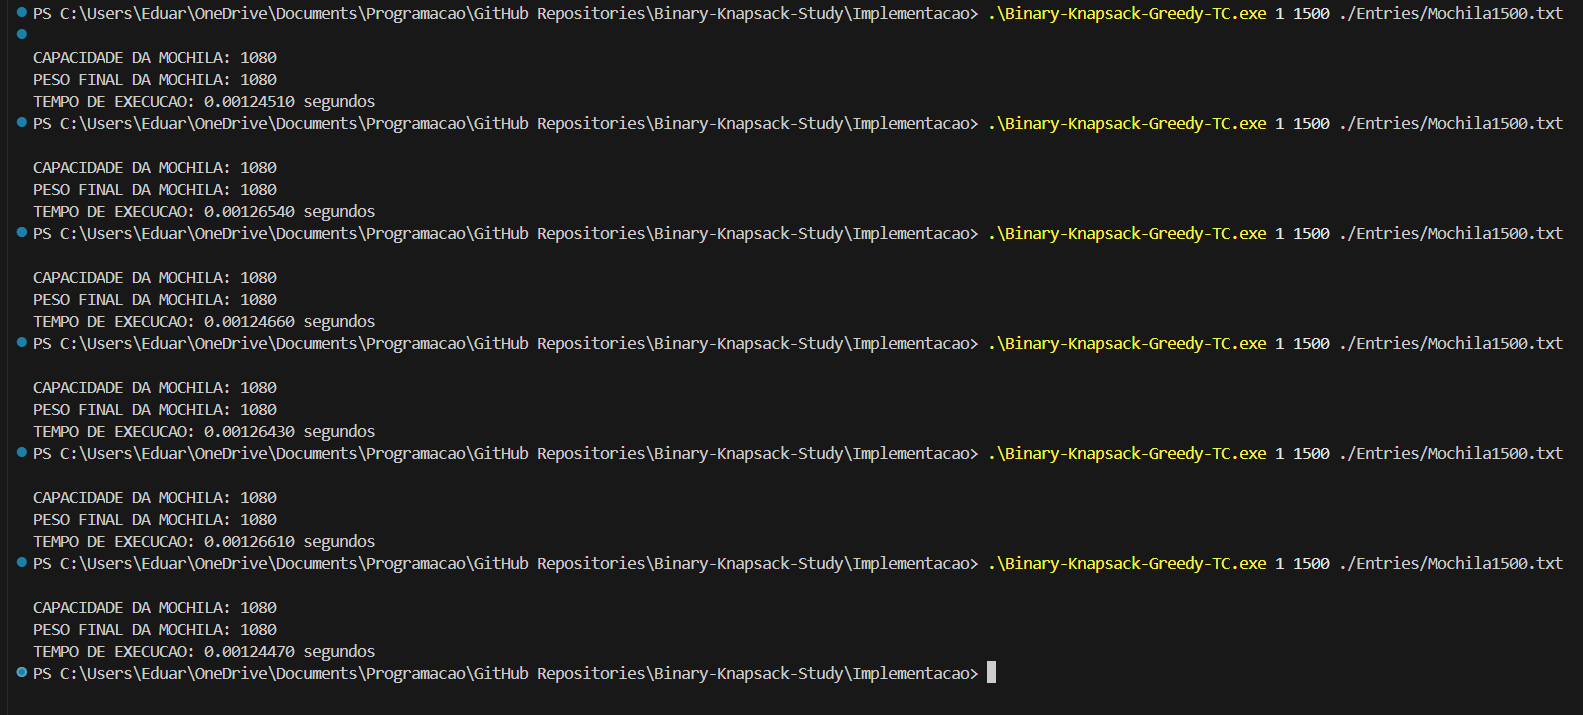 PS C:\Users\Eduar\OneDrive\Documents\Programacao\GitHub Repositories\Binary-Knapsack-Study\Implementacao> .\Binary-Knapsack-Greedy-TC.exe 1 1500 ./Entries/Mochila1500.txt
CAPACIDADE DA MOCHILA: 1080
PESO FINAL DA MOCHILA: 1080
TEMPO DE EXECUCAO: 0.00124510 segundos
PS C:\Users\Eduar\OneDrive\Documents\Programacao\GitHub Repositories\Binary-Knapsack-Study\Implementacao> .\Binary-Knapsack-Greedy-TC.exe 1 1500 ./Entries/Mochila1500.txt
CAPACIDADE DA MOCHILA: 1080
PESO FINAL DA MOCHILA: 1080
TEMPO DE EXECUCAO: 0.00126540 segundos
PS C:\Users\Eduar\OneDrive\Documents\Programacao\GitHub Repositories\Binary-Knapsack-Study\Implementacao> .\Binary-Knapsack-Greedy-TC.exe 1 1500 ./Entries/Mochila1500.txt
CAPACIDADE DA MOCHILA: 1080
PESO FINAL DA MOCHILA: 1080
TEMPO DE EXECUCAO: 0.00124660 segundos
PS C:\Users\Eduar\OneDrive\Documents\Programacao\GitHub Repositories\Binary-Knapsack-Study\Implementacao> .\Binary-Knapsack-Greedy-TC.exe 1 1500 ./Entries/Mochila1500.txt
CAPACIDADE DA MOCHILA: 1080
PESO FINAL DA MOCHILA: 1080
TEMPO DE EXECUCAO: 0.00126430 segundos
PS C:\Users\Eduar\OneDrive\Documents\Programacao\GitHub Repositories\Binary-Knapsack-Study\Implementacao> .\Binary-Knapsack-Greedy-TC.exe 1 1500 ./Entries/Mochila1500.txt
CAPACIDADE DA MOCHILA: 1080
PESO FINAL DA MOCHILA: 1080
TEMPO DE EXECUCAO: 0.00126610 segundos
PS C:\Users\Eduar\OneDrive\Documents\Programacao\GitHub Repositories\Binary-Knapsack-Study\Implementacao> .\Binary-Knapsack-Greedy-TC.exe 1 1500 ./Entries/Mochila1500.txt
CAPACIDADE DA MOCHILA: 1080
PESO FINAL DA MOCHILA: 1080
TEMPO DE EXECUCAO: 0.00124470 segundos
PS C:\Users\Eduar\OneDrive\Documents\Programacao\GitHub Repositories\Binary-Knapsack-Study\Implementacao>